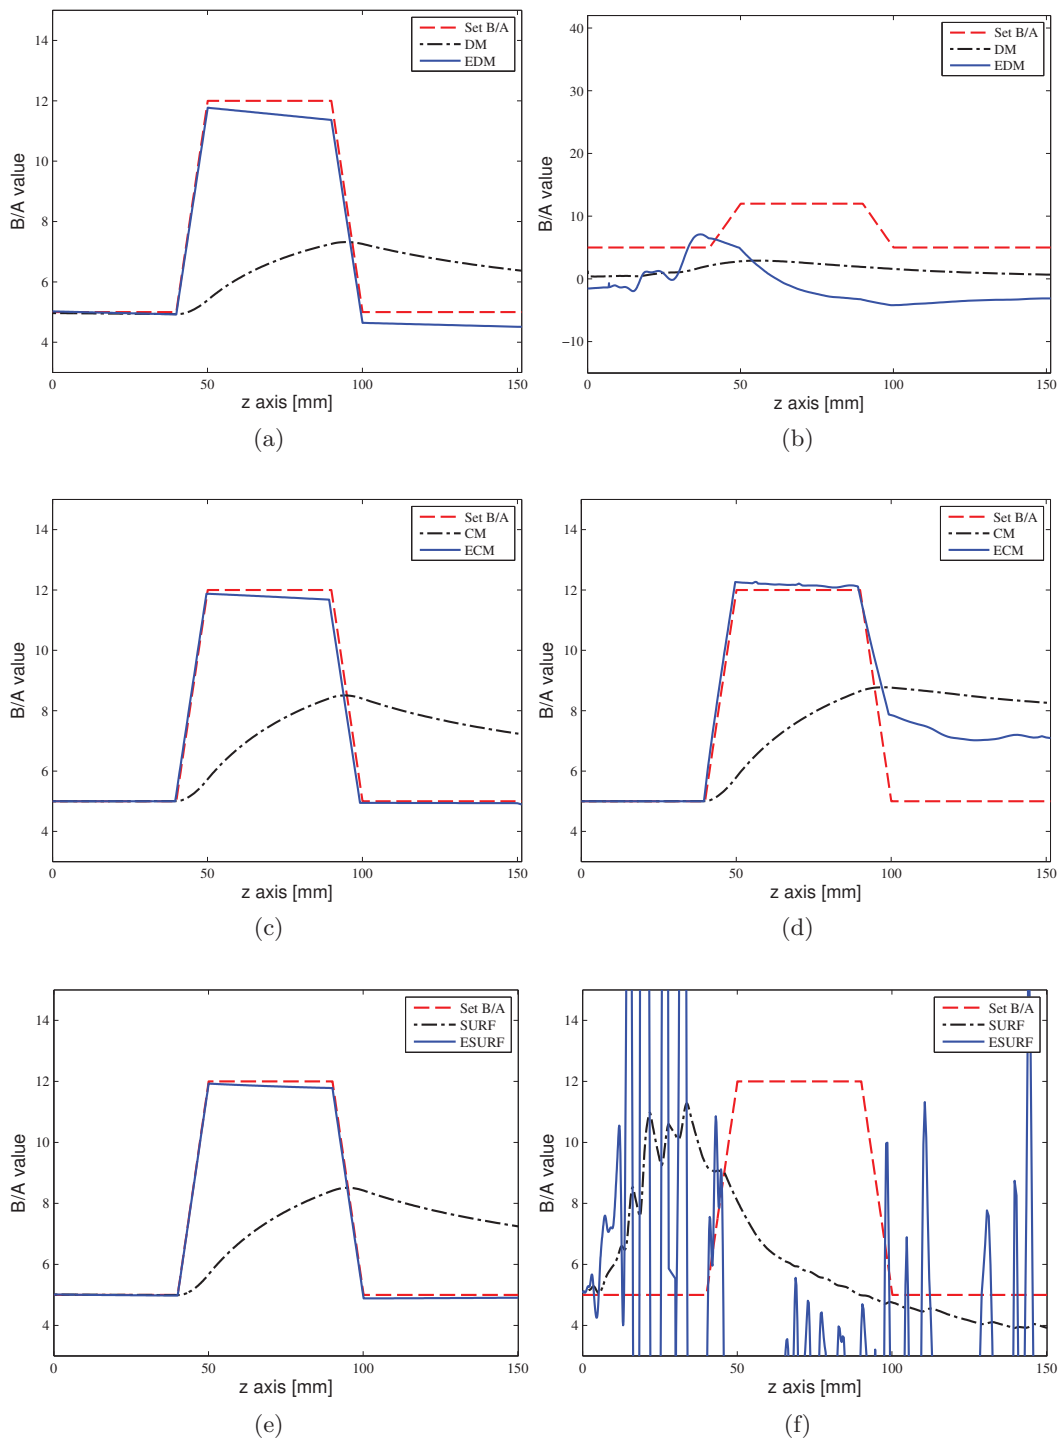 14
12
10
8
6
4
B/A value
0
50
100
150
z axis [mm]
Set B/A
DM
EDM
(a)
40
30
20
10
0
−10
B/A value
0
50
100
150
z axis [mm]
Set B/A
DM
EDM
(b)
14
12
10
8
6
4
B/A value
0
50
100
150
z axis [mm]
Set B/A
CM
ECM
(c)
14
12
10
8
6
4
B/A value
0
50
100
150
z axis [mm]
Set B/A
CM
ECM
(d)
14
12
10
8
6
4
B/A value
0
50
100
150
z axis [mm]
Set B/A
SURF
ESURF
(e)
14
12
10
8
6
4
B/A value
0
50
100
150
z axis [mm]
Set B/A
SURF
ESURF
(f)